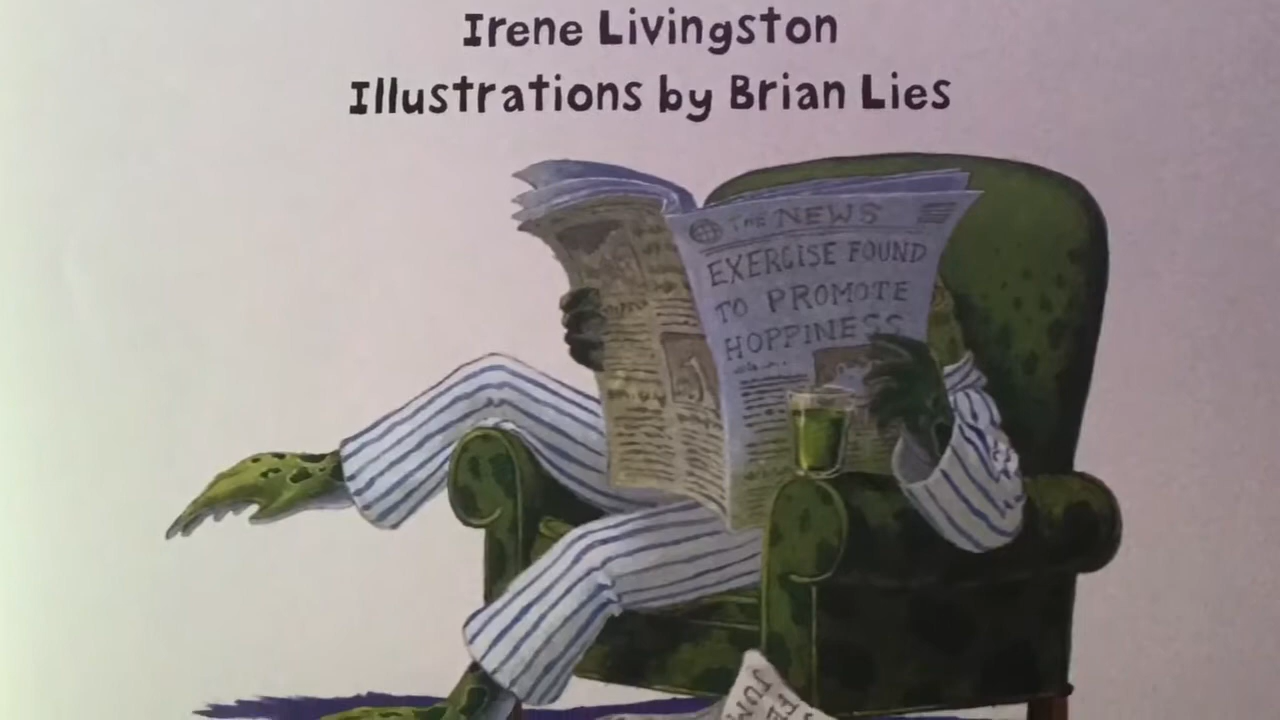 Irene Livingston
Illustrations by Brian Lies
THE NEWS
EXERCISE FOUND
TO PROMOTE
HOPPINESS